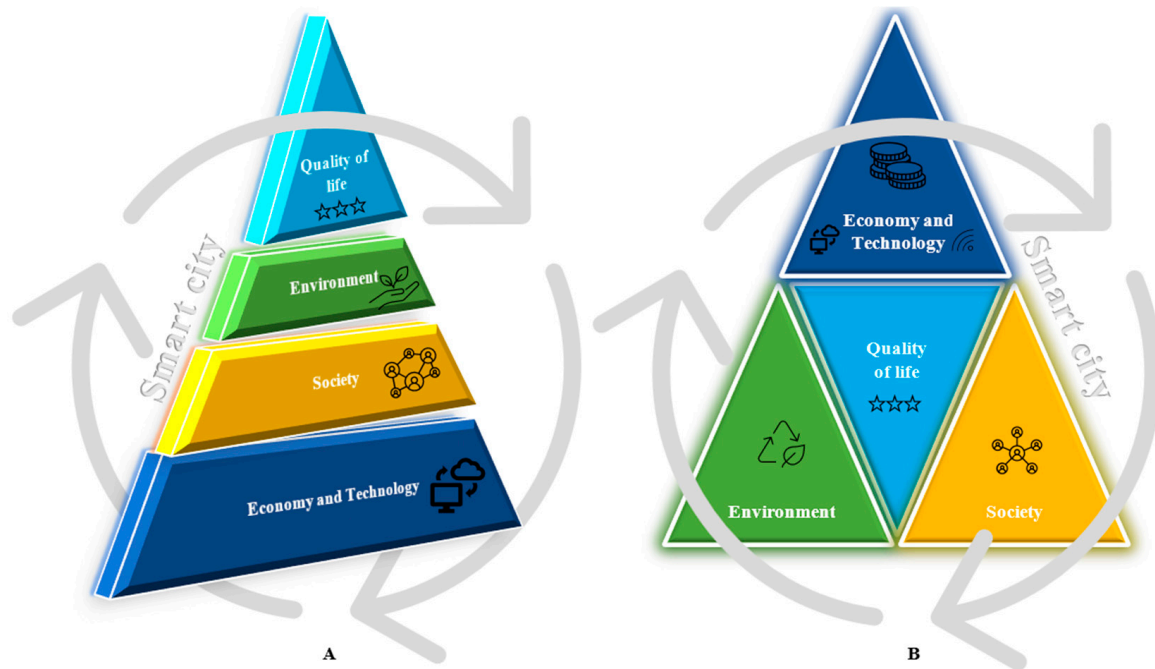 Quality of
life
Environment
Society
Economy and Technology
Smart city
A
Economy and
Technology
Quality
of life
Environment
Society
Smart city
B